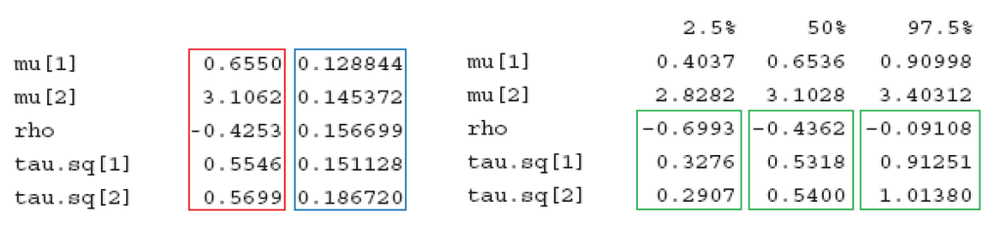 2.5% 50% 97.5%
mu[1] 0.6550 0.128844 mu[1] 0.4037 0.6536 0.90998
mu[2] 3.1062 0.145372 mu[2] 2.8282 3.1028 3.40312
rho -0.4253 0.156699 rho -0.6993 -0.4362 -0.09108
tau.sq[1] 0.5546 0.151128 tau.sq[1] 0.3276 0.5318 0.91251
tau.sq[2] 0.5699 0.186720 tau.sq[2] 0.2907 0.5400 1.01380